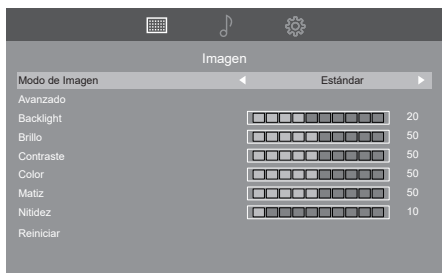 Imagen
Modo de Imagen Estándar
Avanzado
Backlight 20
Brillo 50
Contraste 50
Color 50
Matiz 50
Nitidez 10
Reiniciar